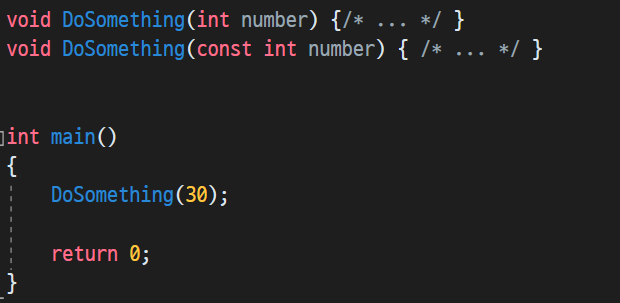 void DoSomething(int number) {/* ... */ }
void DoSomething(const int number) { /* ... */ }
int main()
{
DoSomething(30);
return 0;
}